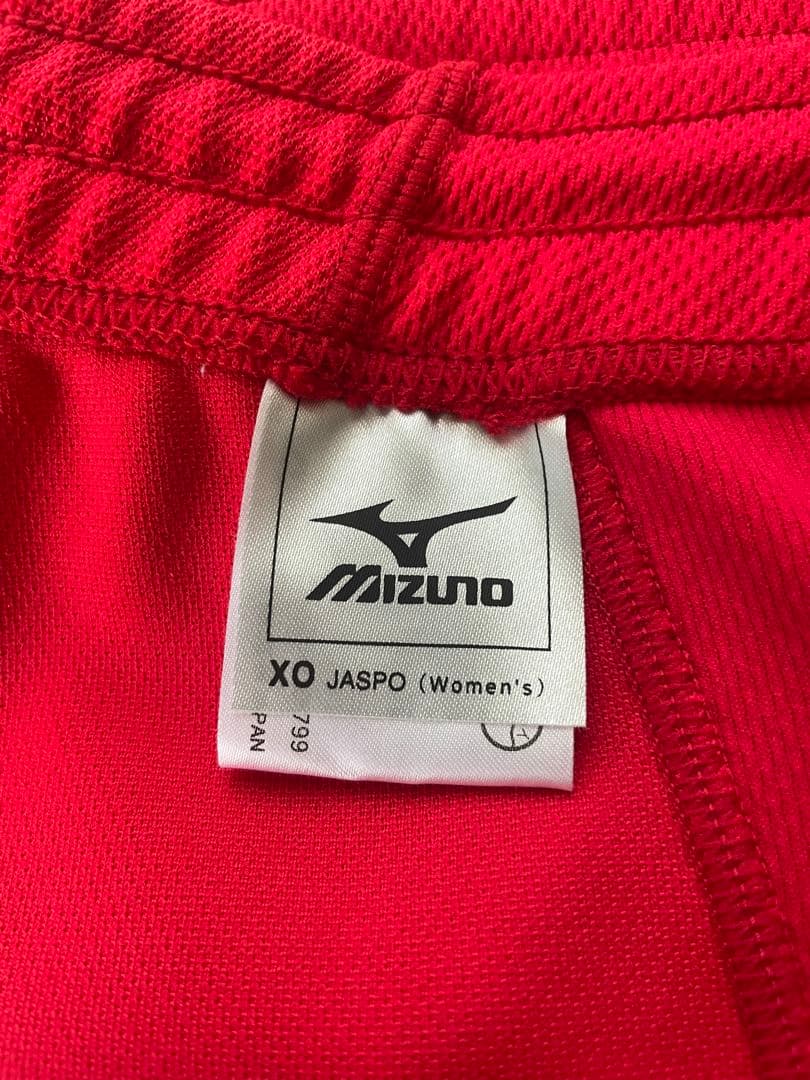 MIZUNO
XO JASPO (Women's)
799
PAN